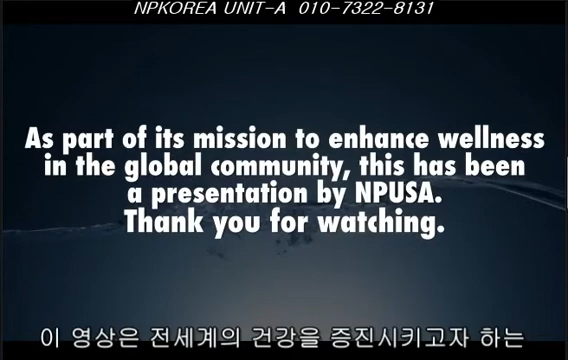 NPKOREA UNIT-A 010-7322-8131
As part of its mission to enhance wellness
in the global community, this has been
a presentation by NPUSA.
Thank you for watching.
이 영상은 전세계의 건강을 증진시키고자 하는